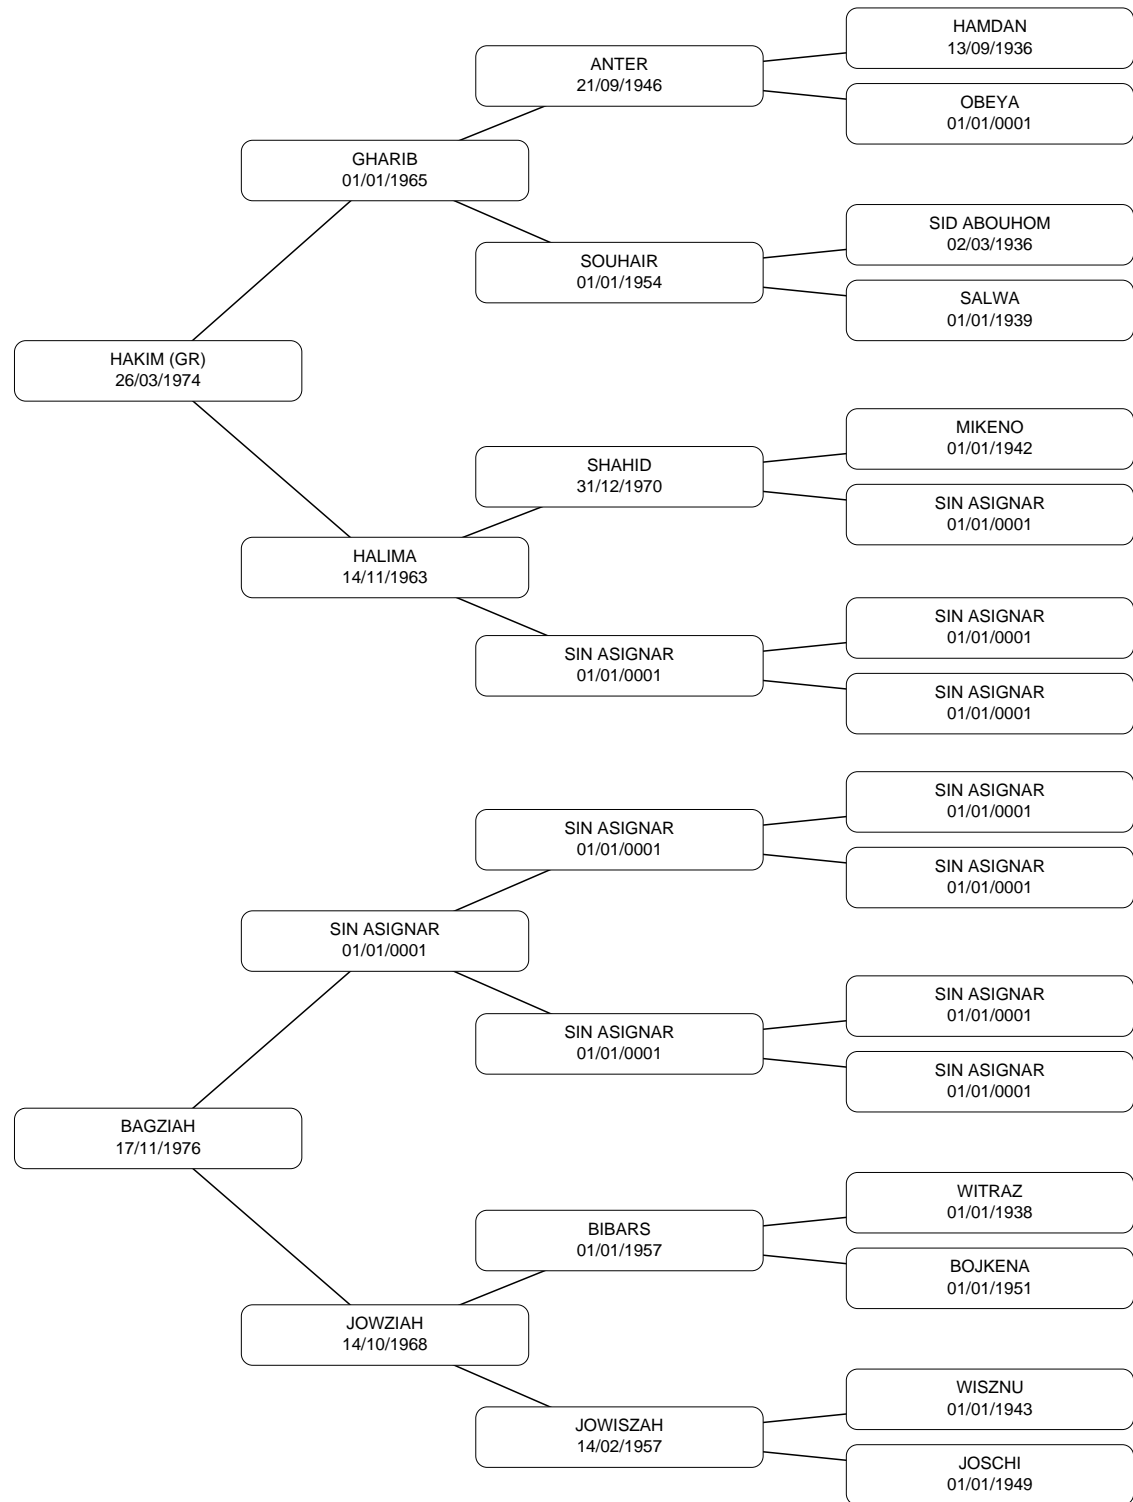 HAMDAN
13/09/1936
ANTER
21/09/1946
OBEYA
01/01/0001
GHARIB
01/01/1965
SID ABOUHOM
02/03/1936
SOUHAIR
01/01/1954
SALWA
01/01/1939
HAKIM (GR)
26/03/1974
MIKENO
01/01/1942
SHAHID
31/12/1970
SIN ASIGNAR
01/01/0001
HALIMA
14/11/1963
SIN ASIGNAR
01/01/0001
SIN ASIGNAR
01/01/0001
SIN ASIGNAR
01/01/0001
SIN ASIGNAR
01/01/0001
SIN ASIGNAR
01/01/0001
SIN ASIGNAR
01/01/0001
SIN ASIGNAR
01/01/0001
SIN ASIGNAR
01/01/0001
SIN ASIGNAR
01/01/0001
SIN ASIGNAR
01/01/0001
BAGZIAH
17/11/1976
WITRAZ
01/01/1938
BIBARS
01/01/1957
BOJKENA
01/01/1951
JOWZIAH
14/10/1968
WISZNU
01/01/1943
JOWISZAH
14/02/1957
JOSCHI
01/01/1949